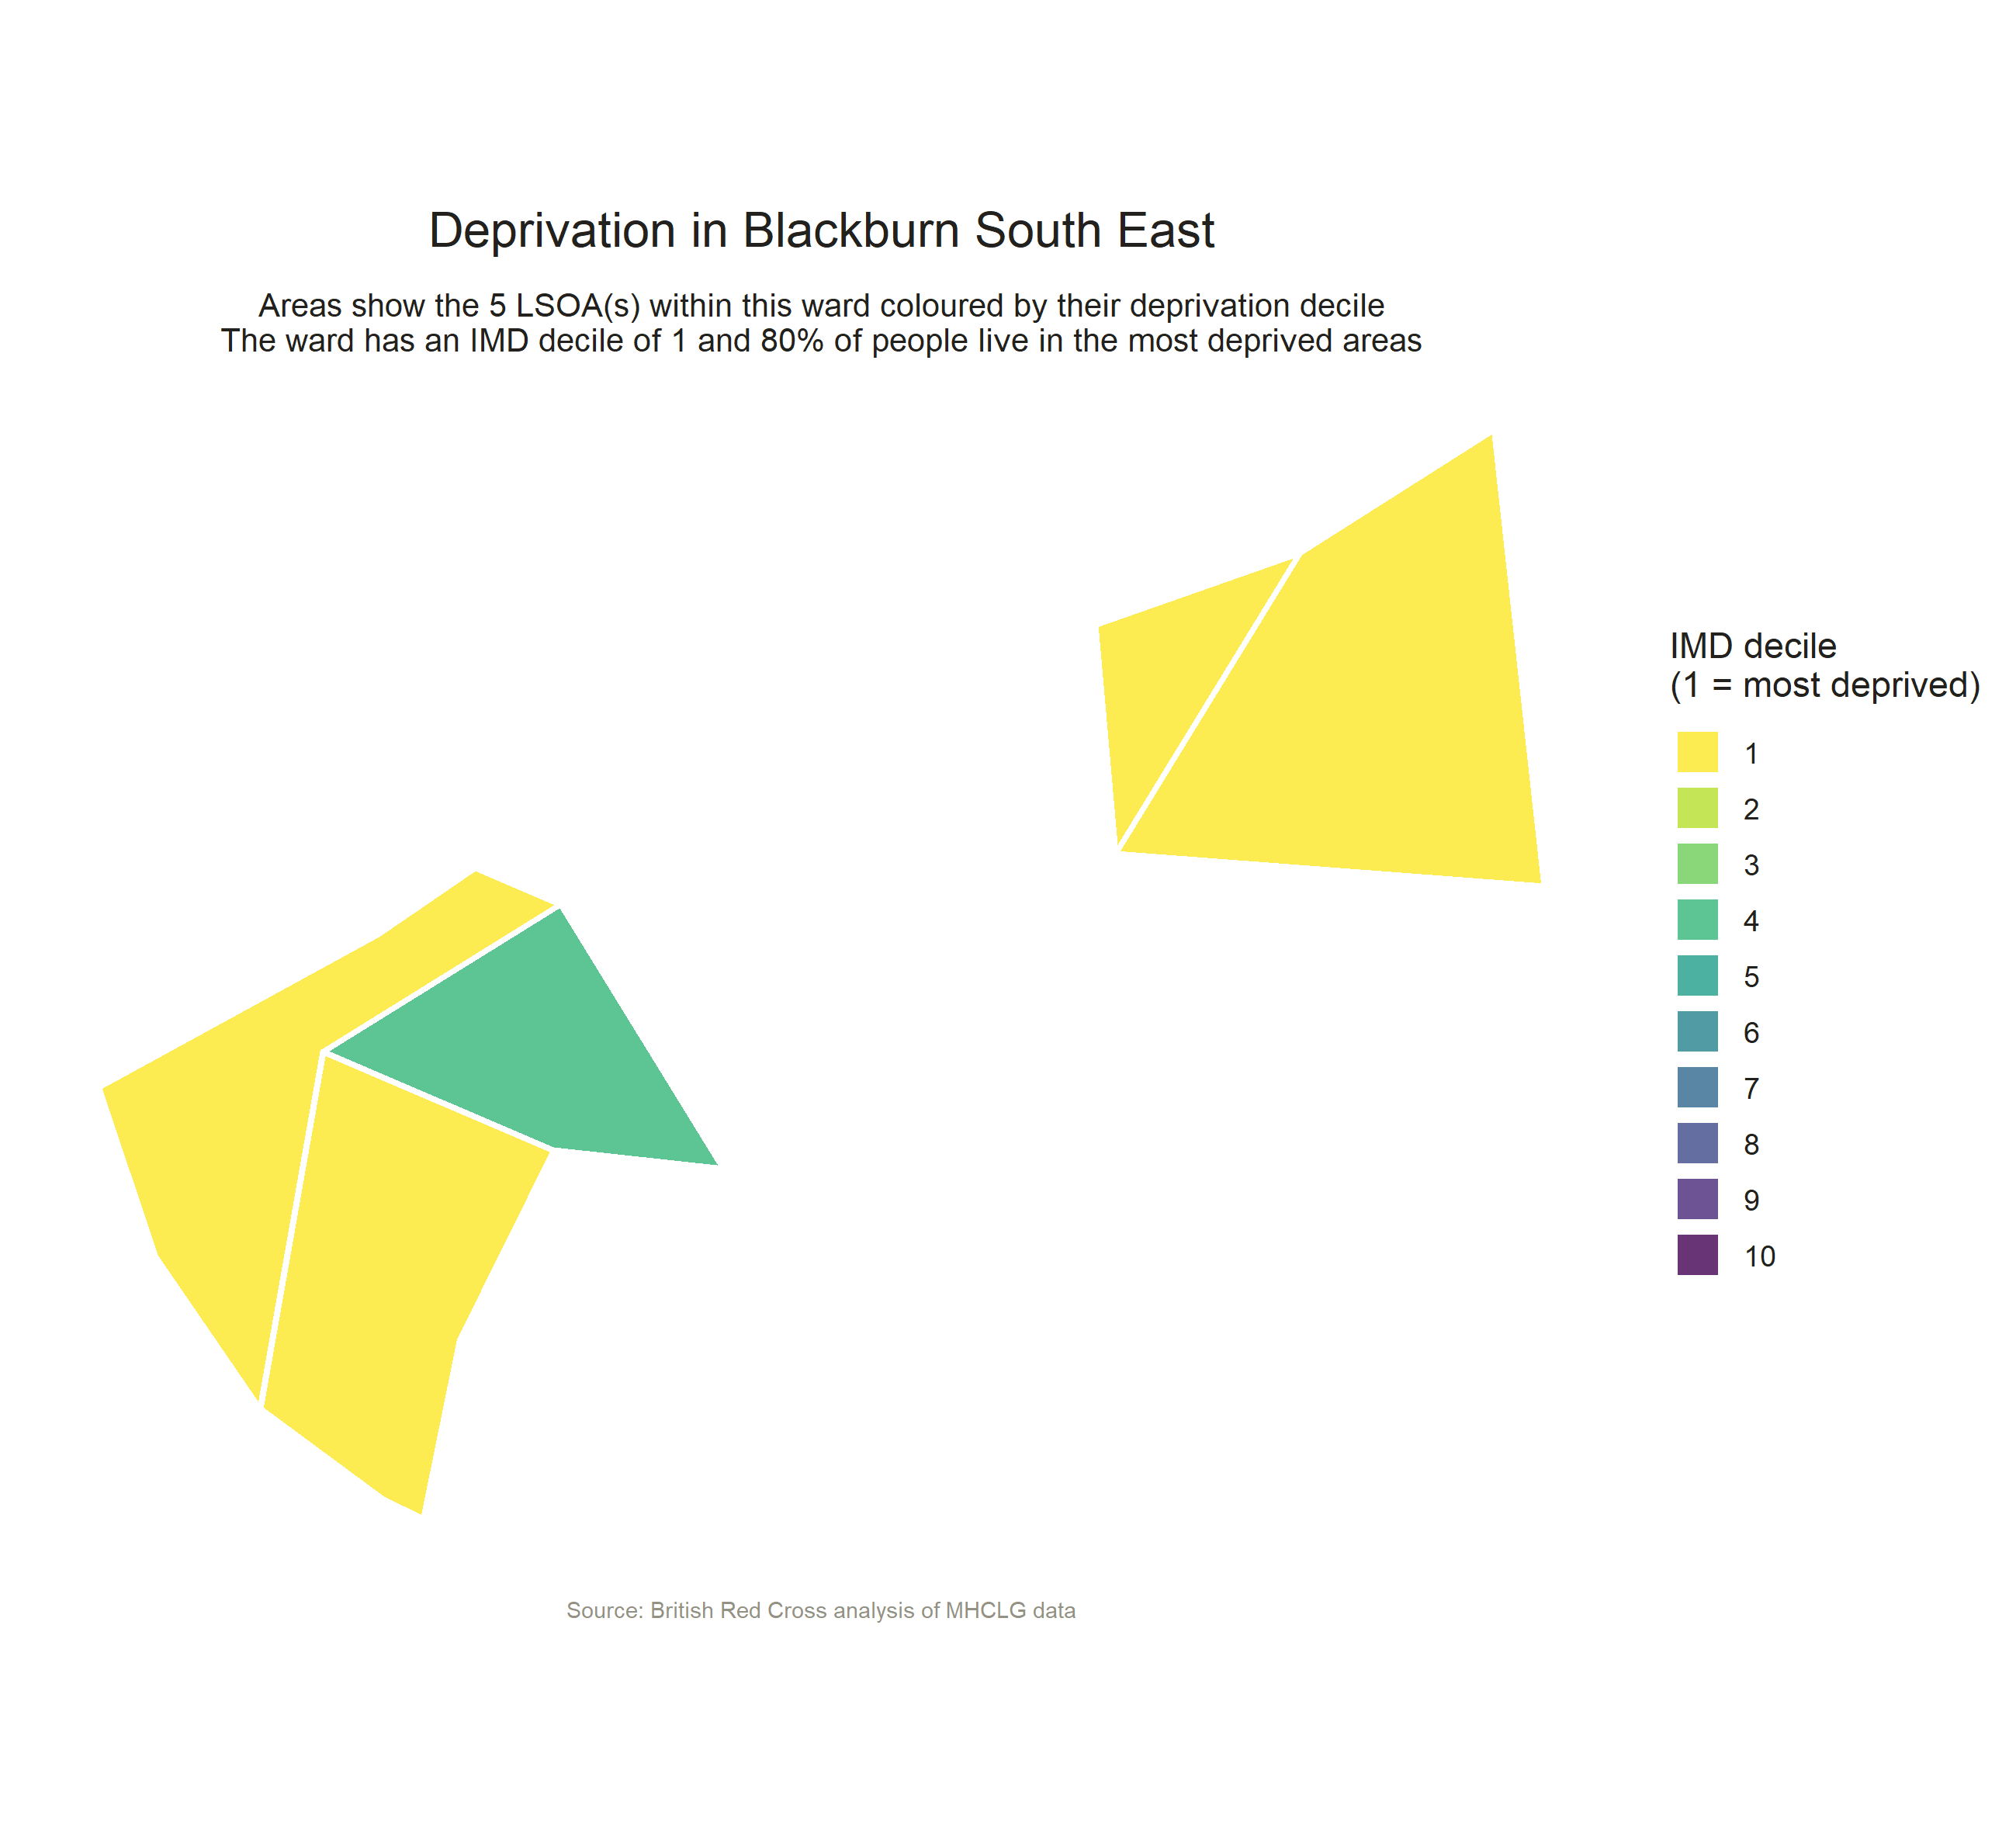 Deprivation in Blackburn South East
Areas show the 5 LSOA(s) within this ward coloured by their deprivation decile
The ward has an IMD decile of 1 and 80% of people live in the most deprived areas
IMD decile
(1 = most deprived)
1
2
3
4
5
6
7
8
9
10
Source: British Red Cross analysis of MHCLG data